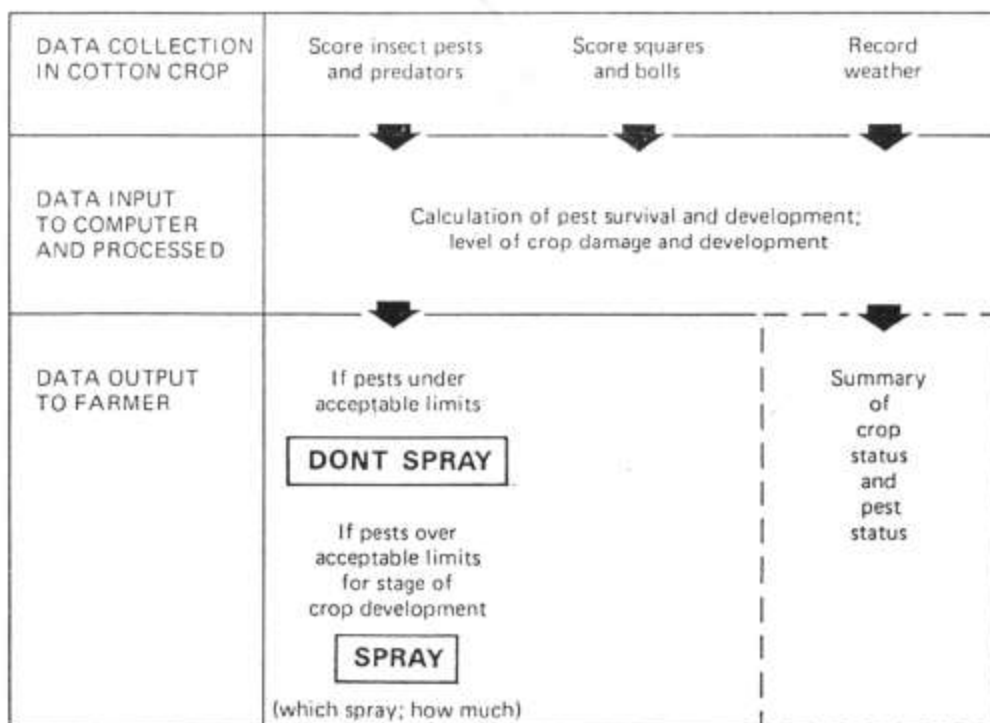 DATA COLLECTION
IN COTTON CROP
Score insect pests
and predators
Score squares
and bolls
Record
weather
DATA INPUT
TO COMPUTER
AND PROCESSED
Calculation of pest survival and development;
level of crop damage and development
DATA OUTPUT
TO FARMER
If pests under
acceptable limits
DONT SPRAY
If pests over
acceptable limits
for stage of
crop development
SPRAY
(which spray; how much)
Summary
of
crop
status
and
pest
status